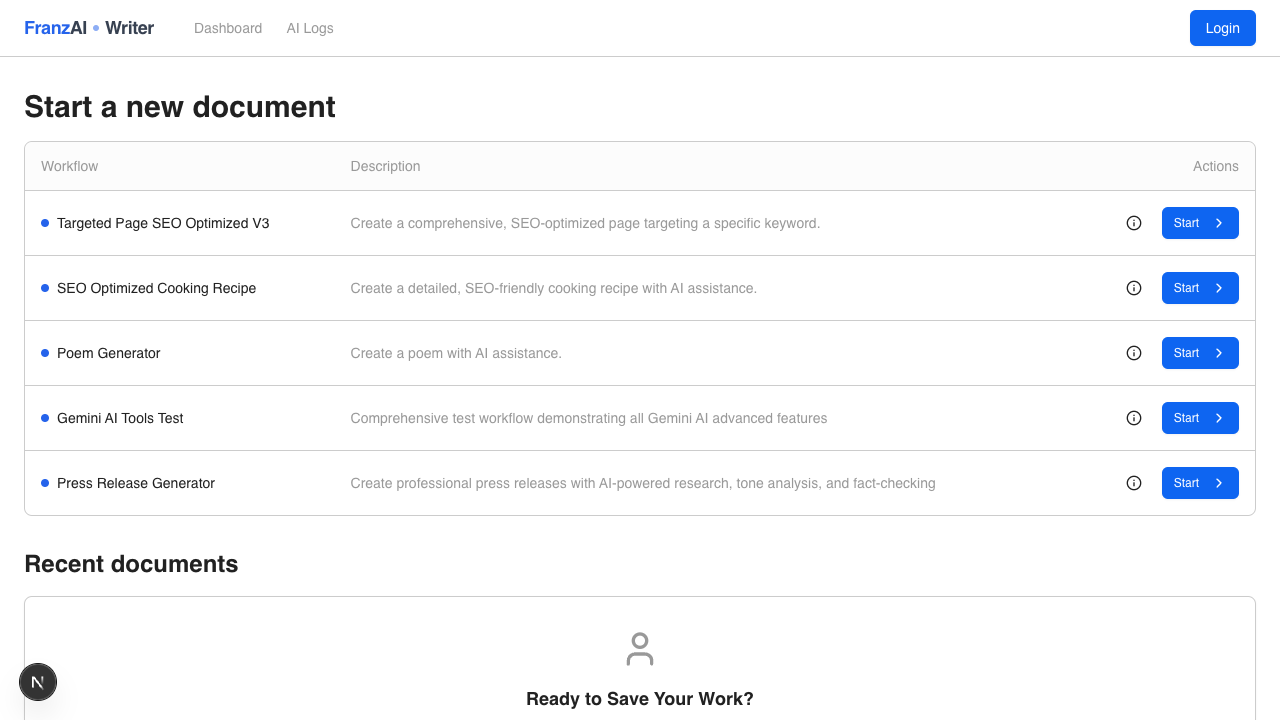 FranzAI • Writer Dashboard AI Logs Login
Start a new document
Workflow Description Actions
Targeted Page SEO Optimized V3 Create a comprehensive, SEO-optimized page targeting a specific keyword. Start
SEO Optimized Cooking Recipe Create a detailed, SEO-friendly cooking recipe with AI assistance. Start
Poem Generator Create a poem with AI assistance. Start
Gemini AI Tools Test Comprehensive test workflow demonstrating all Gemini AI advanced features Start
Press Release Generator Create professional press releases with AI-powered research, tone analysis, and fact-checking Start
Recent documents
N
Ready to Save Your Work?